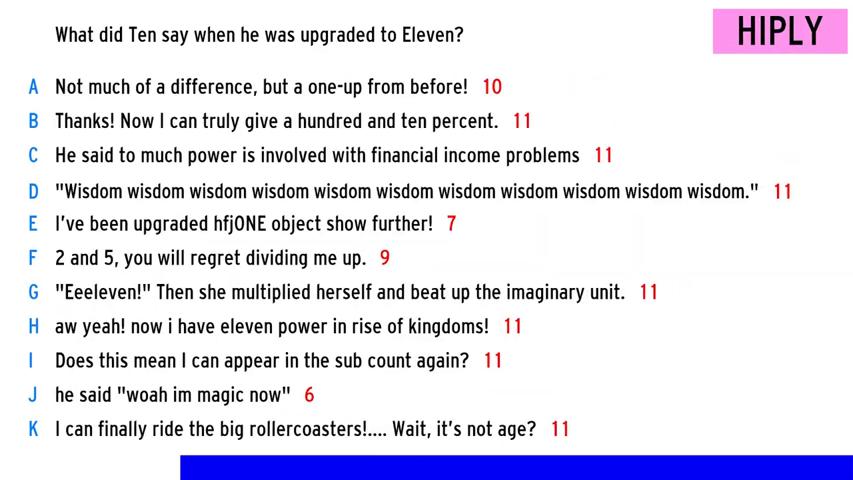 What did Ten say when he was upgraded to Eleven?
HIPLY
A Not much of a difference, but a one-up from before! 10
B Thanks! Now I can truly give a hundred and ten percent. 11
C He said to much power is involved with financial income problems 11
D "Wisdom wisdom wisdom wisdom wisdom wisdom wisdom wisdom wisdom wisdom wisdom." 11
E I've been upgraded hfjONE object show further! 7
F 2 and 5, you will regret dividing me up. 9
G "Eeeleven!" Then she multiplied herself and beat up the imaginary unit. 11
H aw yeah! now i have eleven power in rise of kingdoms! 11
I Does this mean I can appear in the sub count again? 11
J he said "woah im magic now" 6
K I can finally ride the big rollercoasters!.... Wait, it's not age? 11